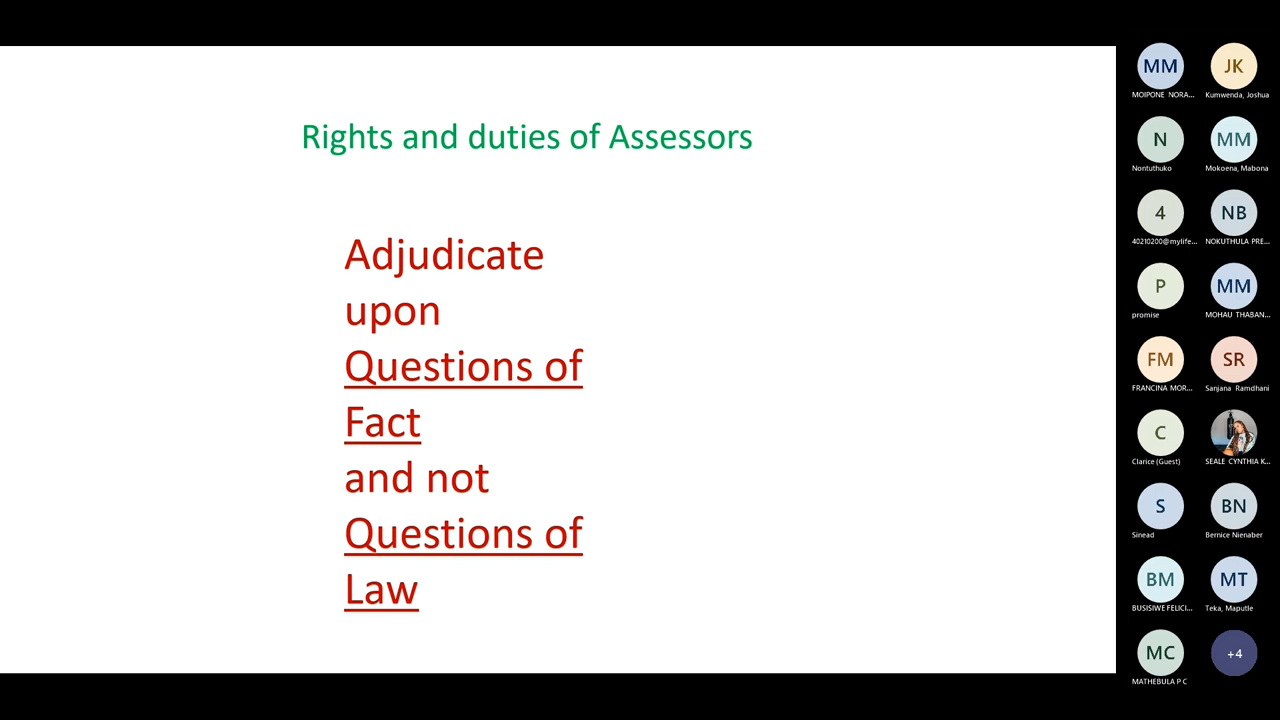 Rights and duties of Assessors
Adjudicate
upon
Questions of
Fact
and not
Questions of
Law
MM
JK
MOIPONE NORA...
Kumwenda, Joshua
N
MM
Nontuthuko
Mokoena, Mabona
4
NB
40210200@mylife...
NOKUTHULA PRE...
P
MM
promise
MOHAU THABAN...
FM
SR
FRANCINA MOR...
Sanjana Ramdhani
C
Clarice (Guest)
SEALE CYNTHIA K...
S
BN
Sinead
Bernice Nienaber
BM
MT
BUSISIWE FELICI...
Teka, Maputle
MC
+4
MATHEBULA P C